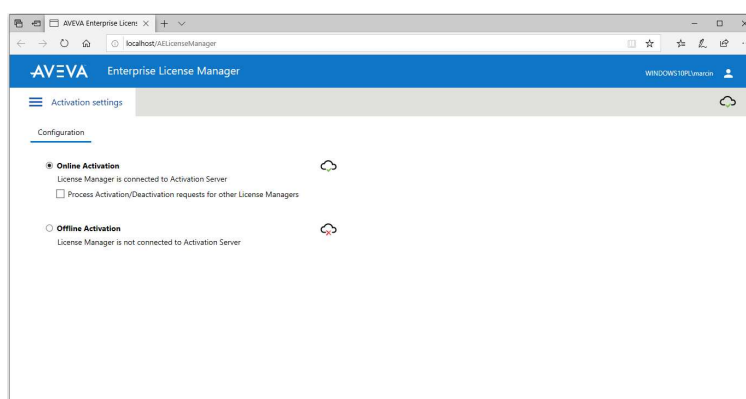 AVEVA Enterprise Licens
localhost/AELicenseManager
AVEVA Enterprise License Manager
WINDOWS10PL\marcin
Activation settings
Configuration
Online Activation
License Manager is connected to Activation Server
Process Activation/Deactivation requests for other License Managers
Offline Activation
License Manager is not connected to Activation Server